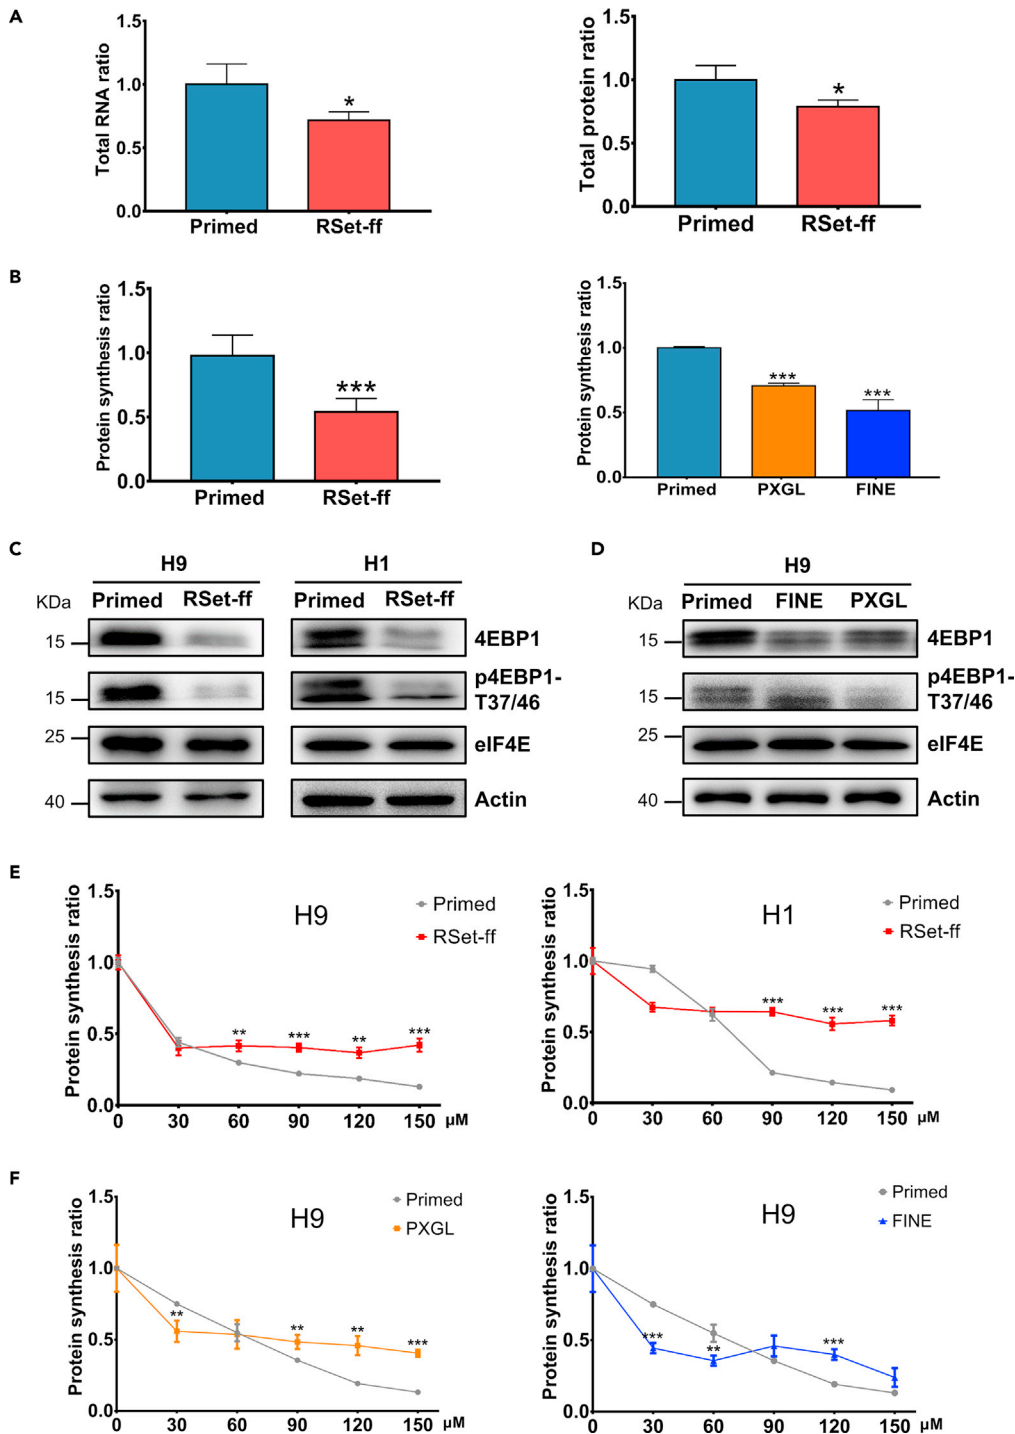 A
Total RNA ratio
1.5
1.0
0.5
0.0
*
Primed RSet-ff
Total protein ratio
1.5
1.0
0.5
0.0
*
Primed RSet-ff
B
Protein synthesis ratio
1.5
1.0
0.5
0.0
***
Primed RSet-ff
Protein synthesis ratio
1.5
1.0
0.5
0.0
***
***
Primed PXGL FINE
C
H9 H1
KDa Primed RSet-ff Primed RSet-ff
15 4EBP1
15 p4EBP1-
T37/46
25 eIF4E
40 Actin
D
H9
KDa Primed FINE PXGL
15 4EBP1
15 p4EBP1-
T37/46
25 eIF4E
40 Actin
E
Protein synthesis ratio
1.5
1.0
0.5
0.0
H9
Primed
RSet-ff
** *** ** ***
0 30 60 90 120 150 µM
Protein synthesis ratio
1.5
1.0
0.5
0.0
H1
Primed
RSet-ff
*** *** ***
0 30 60 90 120 150 µM
F
Protein synthesis ratio
1.5
1.0
0.5
0.0
H9
Primed
PXGL
** ** ** ***
0 30 60 90 120 150 µM
Protein synthesis ratio
1.5
1.0
0.5
0.0
H9
Primed
FINE
*** ** ***
0 30 60 90 120 150 µM